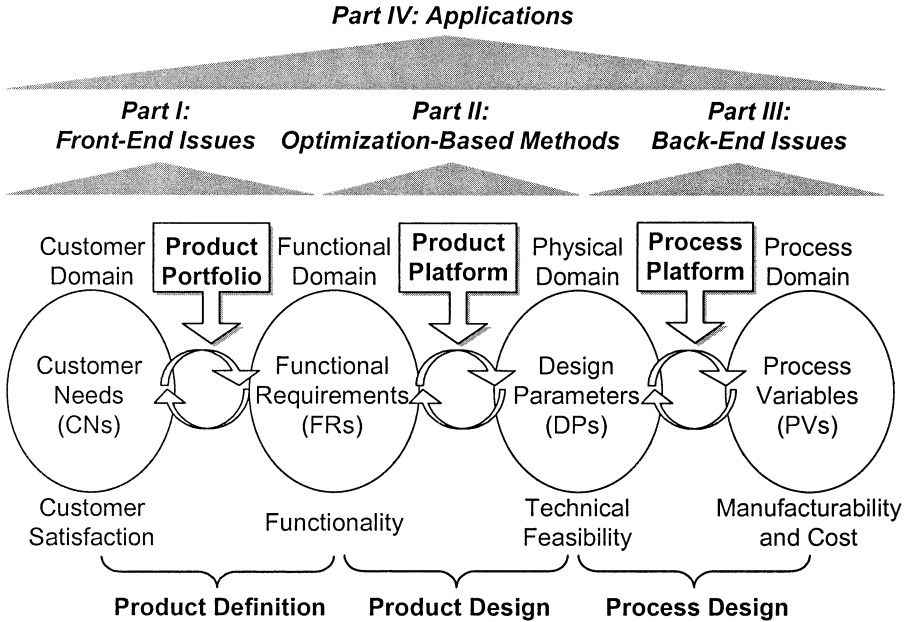 Part IV: Applications
Part I:
Front-End Issues
Part II:
Optimization-Based Methods
Part III:
Back-End Issues
Customer
Domain
Product
Portfolio
Functional
Domain
Product
Platform
Physical
Domain
Process
Platform
Process
Domain
Customer
Needs
(CNs)
Functional
Requirements
(FRs)
Design
Parameters
(DPs)
Process
Variables
(PVs)
Customer
Satisfaction
Functionality
Technical
Feasibility
Manufacturability
and Cost
Product Definition
Product Design
Process Design